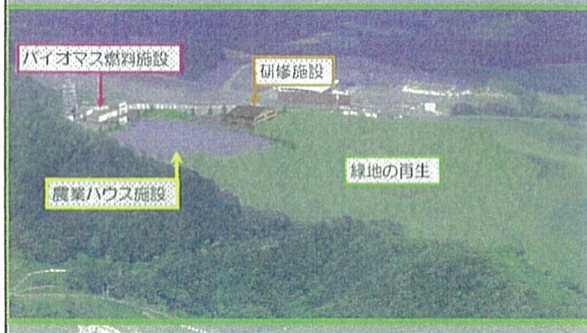 バイオマス燃料施設
研修施設
緑地の再生
農業ハウス施設